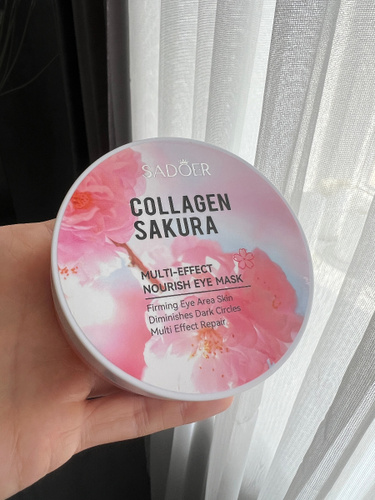 SADOER
COLLAGEN
SAKURA
MULTI-EFFECT
NOURISH EYE MASK
Firming Eye Area Skin
Diminishes Dark Circles
Multi Effect Repair